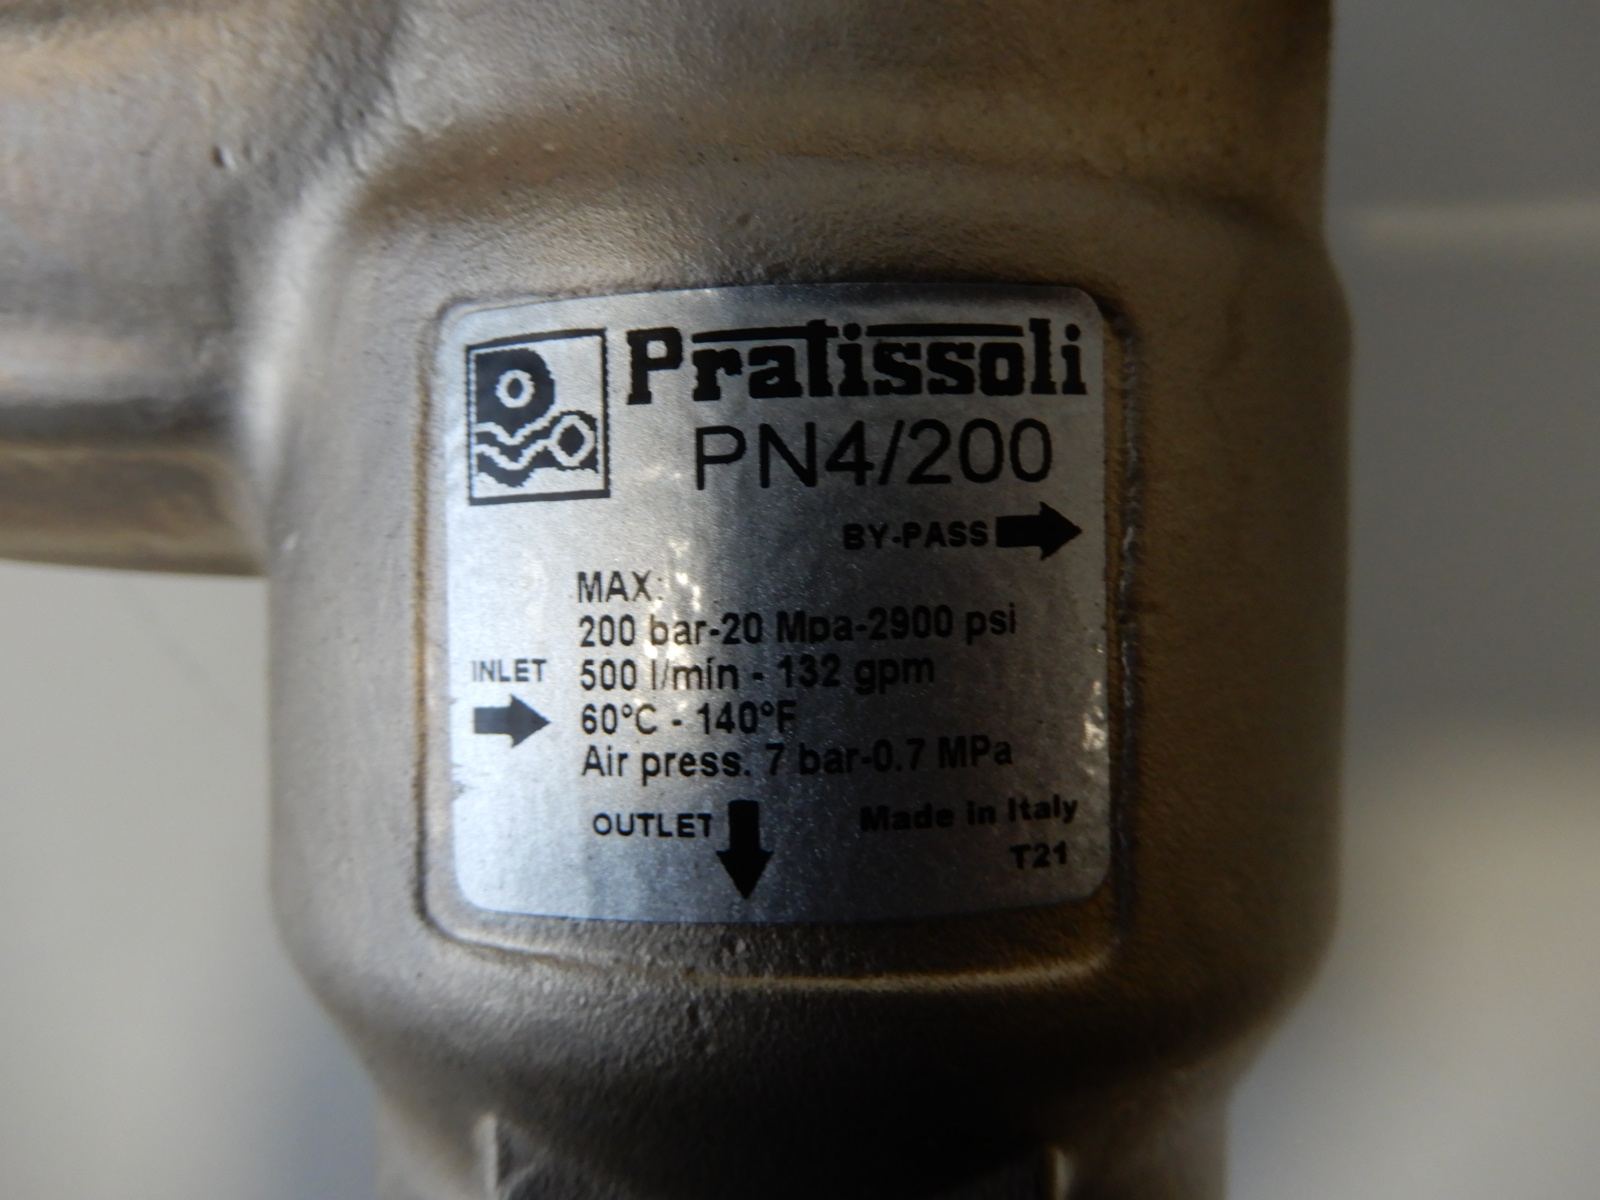 Pratissoli
PN4/200
BY-PASS
MAX:
200 bar-20 Mpa-2900 psi
INLET
500 l/min - 132 gpm
60°C - 140°F
Air press. 7 bar-0.7 MPa
OUTLET
Made in Italy
T21